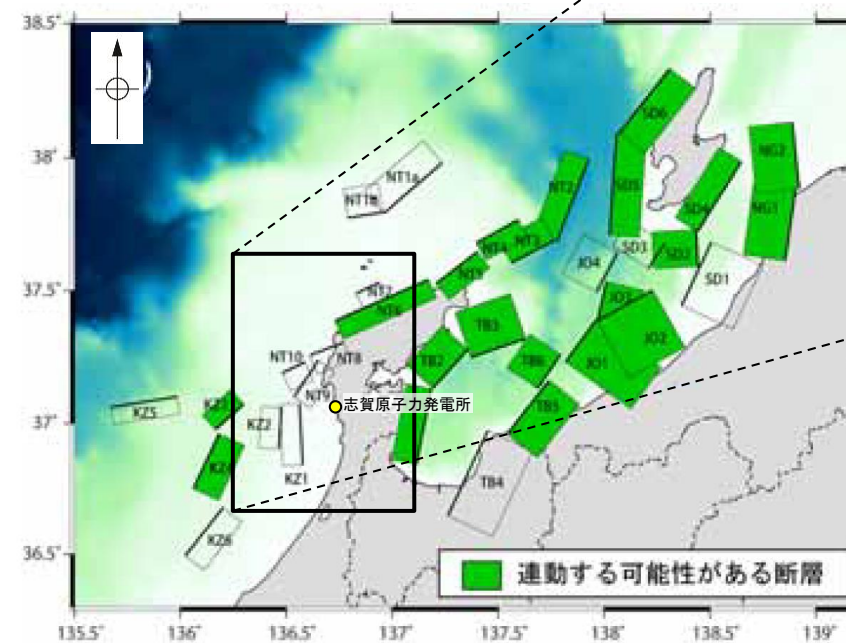 38.5°
38°
37.5°
37°
36.5°
135.5°
136°
136.5°
137°
137.5°
138°
138.5°
139°
SD6
NG2
NT1a
NT1b
NT2
SD5
SD4
NG1
NT4
NT3
SD3
SD2
JO4
SD1
NT5
NT7
NT6
JO3
TB3
JO2
NT10
NT8
TB2
TB6
JO1
NT9
志賀原子力発電所
KZ5
KZ2
TB5
KZ1
TB4
KZ6
連動する可能性がある断層